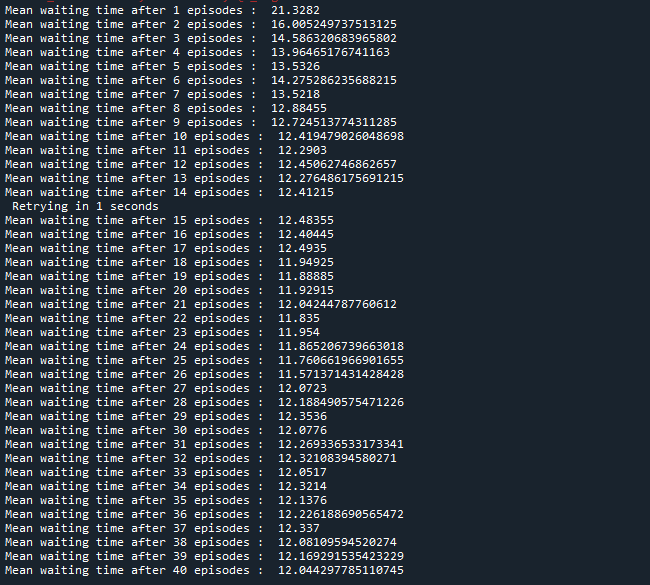 Mean waiting time after 1 episodes :  21.3282
Mean waiting time after 2 episodes :  16.005249737513125
Mean waiting time after 3 episodes :  14.586320683965802
Mean waiting time after 4 episodes :  13.96465176741163
Mean waiting time after 5 episodes :  13.5326
Mean waiting time after 6 episodes :  14.275286235688215
Mean waiting time after 7 episodes :  13.5218
Mean waiting time after 8 episodes :  12.88455
Mean waiting time after 9 episodes :  12.724513774311285
Mean waiting time after 10 episodes :  12.419479026048698
Mean waiting time after 11 episodes :  12.2903
Mean waiting time after 12 episodes :  12.45062746862657
Mean waiting time after 13 episodes :  12.276486175691215
Mean waiting time after 14 episodes :  12.41215
 Retrying in 1 seconds
Mean waiting time after 15 episodes :  12.48355
Mean waiting time after 16 episodes :  12.40445
Mean waiting time after 17 episodes :  12.4935
Mean waiting time after 18 episodes :  11.94925
Mean waiting time after 19 episodes :  11.88885
Mean waiting time after 20 episodes :  11.92915
Mean waiting time after 21 episodes :  12.04244787760612
Mean waiting time after 22 episodes :  11.835
Mean waiting time after 23 episodes :  11.954
Mean waiting time after 24 episodes :  11.865206739663018
Mean waiting time after 25 episodes :  11.760661966901655
Mean waiting time after 26 episodes :  11.571371431428428
Mean waiting time after 27 episodes :  12.0723
Mean waiting time after 28 episodes :  12.188490575471226
Mean waiting time after 29 episodes :  12.3536
Mean waiting time after 30 episodes :  12.0776
Mean waiting time after 31 episodes :  12.269336533173341
Mean waiting time after 32 episodes :  12.32108394580271
Mean waiting time after 33 episodes :  12.0517
Mean waiting time after 34 episodes :  12.3214
Mean waiting time after 35 episodes :  12.1376
Mean waiting time after 36 episodes :  12.226188690565472
Mean waiting time after 37 episodes :  12.337
Mean waiting time after 38 episodes :  12.08109594520274
Mean waiting time after 39 episodes :  12.169291535423229
Mean waiting time after 40 episodes :  12.044297785110745